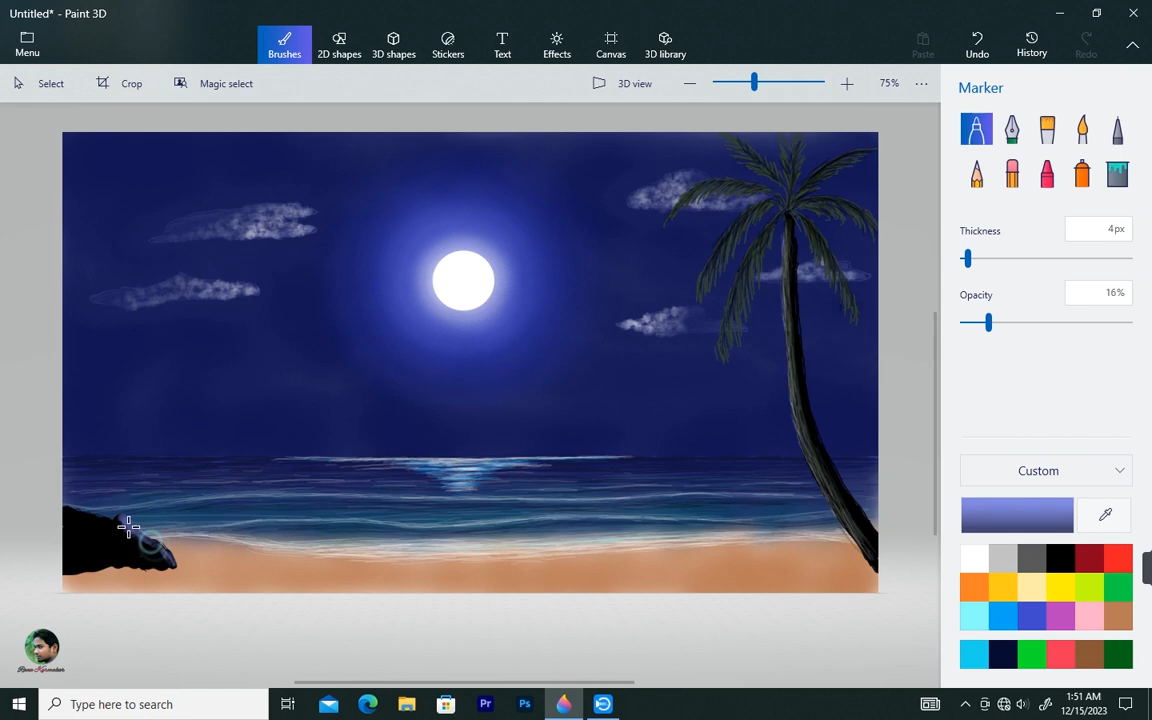 Untitled* - Paint 3D
Menu
Brushes
2D shapes
3D shapes
Stickers
Text
Effects
Canvas
3D library
Paste
Undo
History
Redo
Select
Crop
Magic select
3D view
75%
Marker
Thickness
4px
Opacity
16%
Custom
Type here to search
Pr
Ps
1:51 AM
12/15/2023